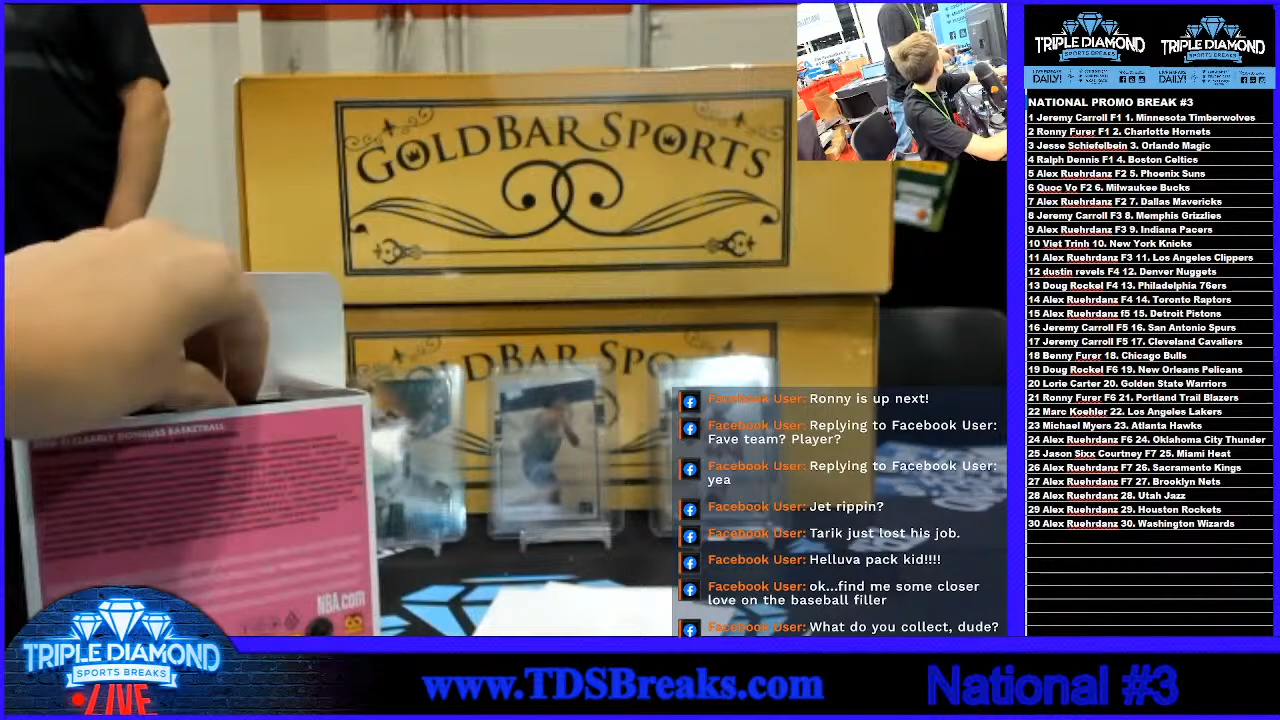 GOLDBAR SPORTS
GOLDBAR SPO
CLEARLY DONRUSS BASKETBALL
NBA.com
Facebook User: Ronny is up next!
Facebook User: Replying to Facebook User:
Fave team? Player?
Facebook User: Replying to Facebook User:
yea
Facebook User: Jet rippin?
Facebook User: Tarik just lost his job.
Facebook User: Helluva pack kid!!!!
Facebook User: ok...find me some closer
love on the baseball filler
Facebook User: What do you collect, dude?
TRIPLE DIAMOND
SPORTS BREAKS
TRIPLE DIAMOND
SPORTS BREAKS
DAILY!
DAILY!
NATIONAL PROMO BREAK #3
1 Jeremy Carroll F1 1. Minnesota Timberwolves
2 Ronny Furer F1 2. Charlotte Hornets
3 Jesse Schiefelbein 3. Orlando Magic
4 Ralph Dennis F1 4. Boston Celtics
5 Alex Ruehrdanz F2 5. Phoenix Suns
6 Quoc Vo F2 6. Milwaukee Bucks
7 Alex Ruehrdanz F2 7. Dallas Mavericks
8 Jeremy Carroll F3 8. Memphis Grizzlies
9 Alex Ruehrdanz F3 9. Indiana Pacers
10 Viet Trinh 10. New York Knicks
11 Alex Ruehrdanz F3 11. Los Angeles Clippers
12 dustin revels F4 12. Denver Nuggets
13 Doug Rockel F4 13. Philadelphia 76ers
14 Alex Ruehrdanz F4 14. Toronto Raptors
15 Alex Ruehrdanz f5 15. Detroit Pistons
16 Jeremy Carroll F5 16. San Antonio Spurs
17 Jeremy Carroll F5 17. Cleveland Cavaliers
18 Benny Furer 18. Chicago Bulls
19 Doug Rockel F6 19. New Orleans Pelicans
20 Lorie Carter 20. Golden State Warriors
21 Ronny Furer F6 21. Portland Trail Blazers
22 Marc Koehler 22. Los Angeles Lakers
23 Michael Myers 23. Atlanta Hawks
24 Alex Ruehrdanz F6 24. Oklahoma City Thunder
25 Jason Sixx Courtney F7 25. Miami Heat
26 Alex Ruehrdanz F7 26. Sacramento Kings
27 Alex Ruehrdanz F7 27. Brooklyn Nets
28 Alex Ruehrdanz 28. Utah Jazz
29 Alex Ruehrdanz 29. Houston Rockets
30 Alex Ruehrdanz 30. Washington Wizards
TRIPLE DIAMOND
SPORTS BREAKS
LIVE
www.TDSBreaks.com
National #3